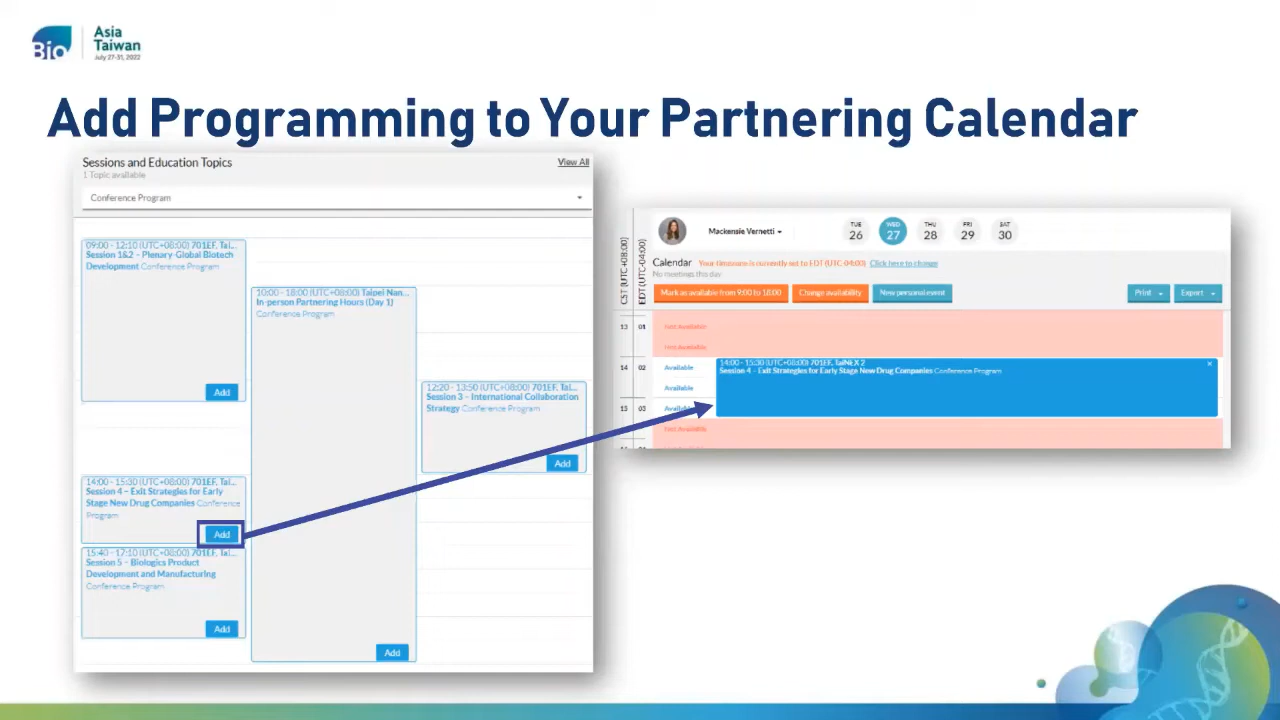 Bio
Asia
Taiwan
July 27-31, 2022
Add Programming to Your Partnering Calendar
Sessions and Education Topics
View All
1 Topic available
Conference Program
09:00 - 12:10 (UTC+08:00) 701EF, Tai...
Session 1&2 – Plenary-Global Biotech
Development Conference Program
Add
10:00 - 18:00 (UTC+08:00) Taipei Nan...
In-person Partnering Hours (Day 1)
Conference Program
Add
12:20 - 13:50 (UTC+08:00) 701EF, Tai...
Session 3 – International Collaboration
Strategy Conference Program
Add
14:00 - 15:30 (UTC+08:00) 701EF, Tai...
Session 4 – Exit Strategies for Early
Stage New Drug Companies Conference
Program
Add
15:40 - 17:10 (UTC+08:00) 701EF, Tai...
Session 5 – Biologics Product
Development and Manufacturing
Conference Program
Add
Mackensie Vernetti
TUE
26
WED
27
THU
28
FRI
29
SAT
30
CST (UTC+08:00)
EDT (UTC-04:00)
Calendar Your timezone is currently set to EDT (UTC-04:00) Click here to change
No meetings this day
Mark as available from 9:00 to 18:00
Change availability
New personal event
Print
Export
13 01 Not Available
Not Available
14 02 Available
14:00 - 15:30 (UTC+08:00) 701EF, TaiNEX 2
×
Session 4 – Exit Strategies for Early Stage New Drug Companies Conference Program
Available
15 03 Available
Not Available